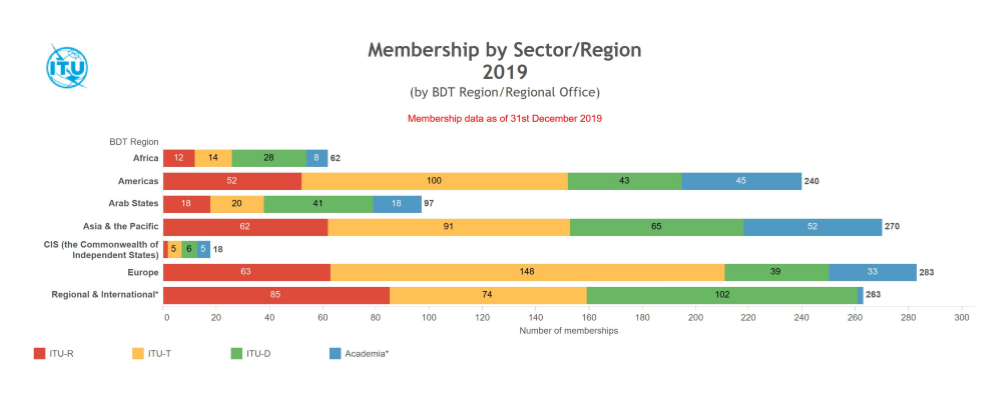 ITU
Membership by Sector/Region
2019
(by BDT Region/Regional Office)
Membership data as of 31st December 2019
BDT Region
Africa 12 14 28 8 62
Americas 52 100 43 45 240
Arab States 18 20 41 18 97
Asia & the Pacific 62 91 65 52 270
CIS (the Commonwealth of
Independent States) 5 6 5 18
Europe 63 148 39 33 283
Regional & International* 85 74 102 263
0 20 40 60 80 100 120 140 160 180 200 220 240 260 280 300
Number of memberships
ITU-R ITU-T ITU-D Academia*